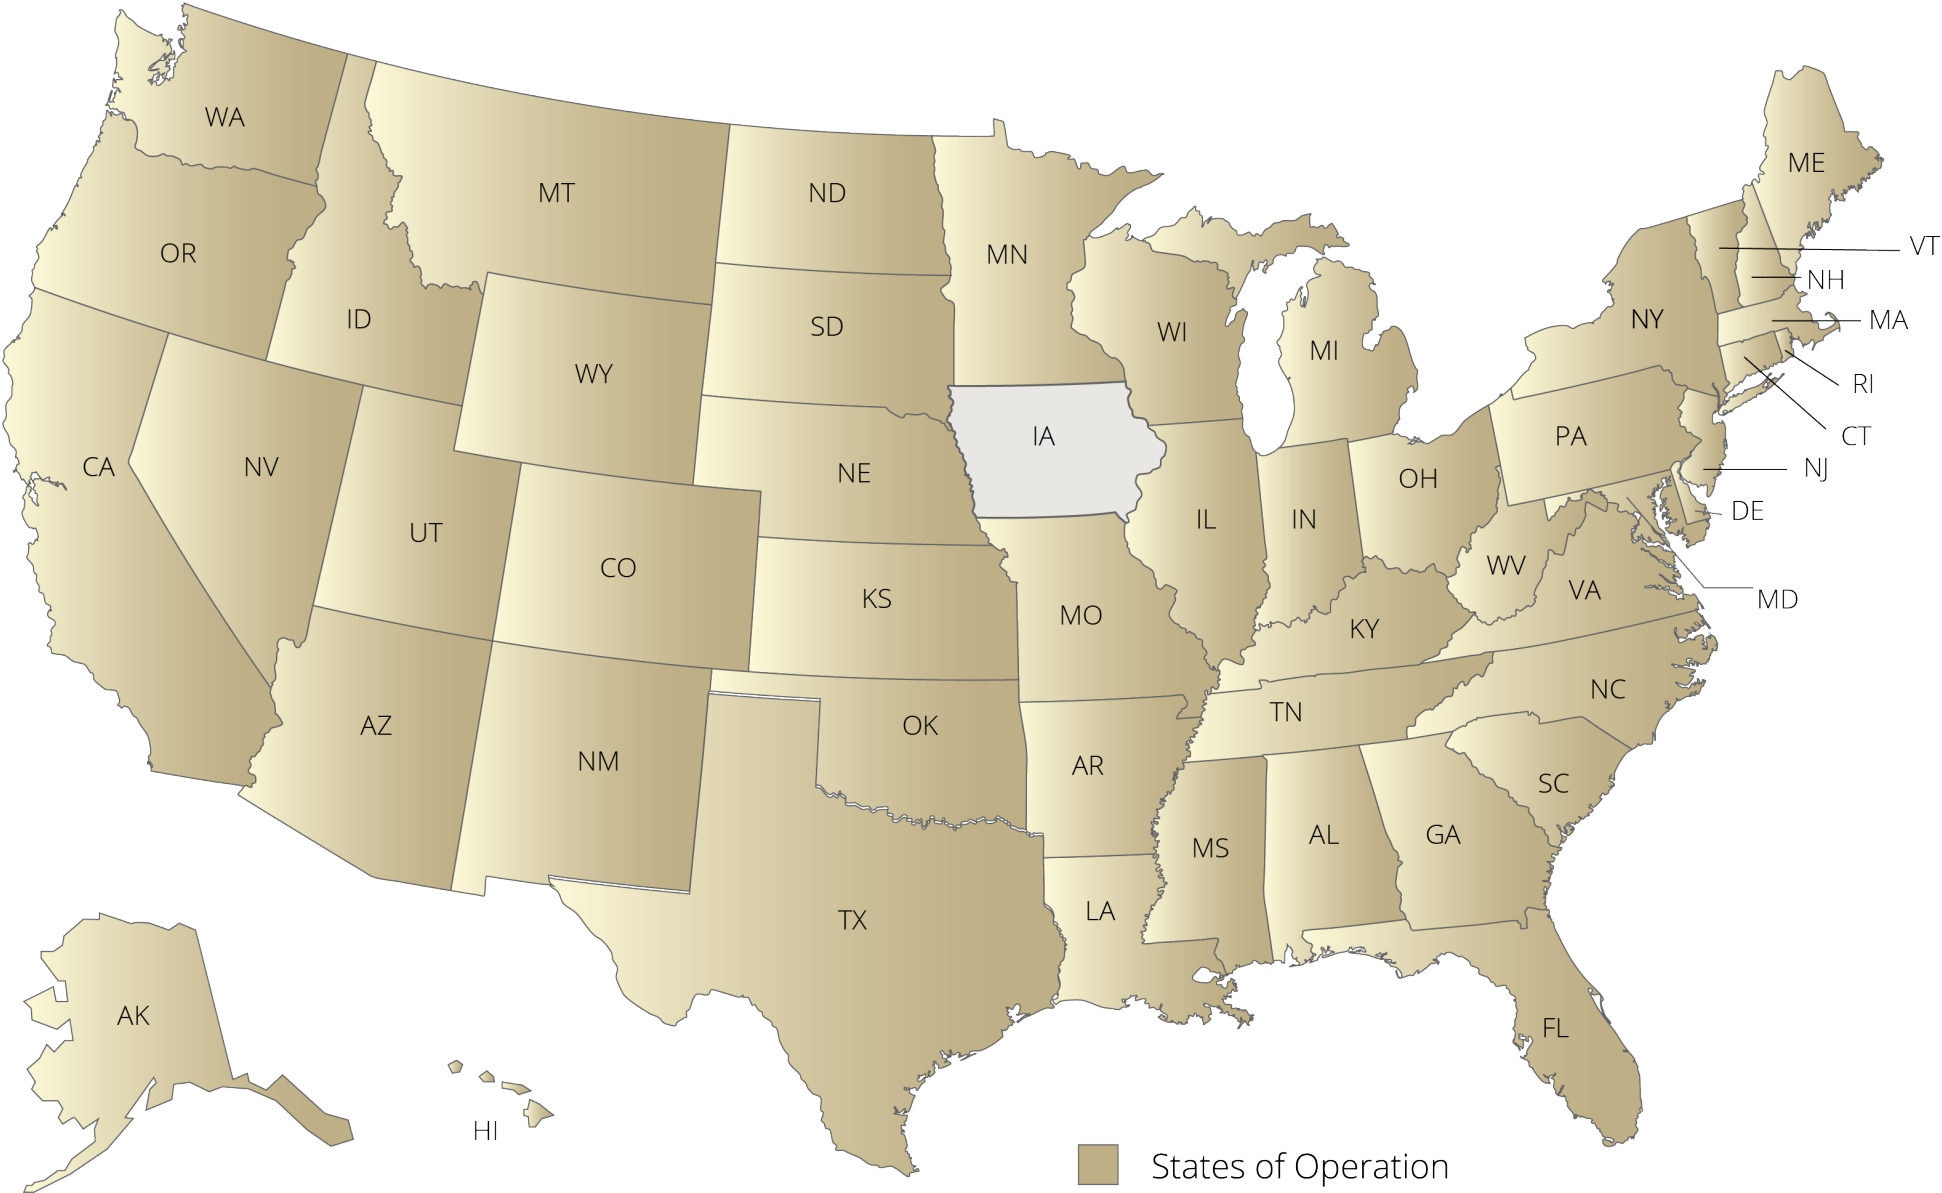 WA
MT
ND
MN
ME
OR
VT
NH
ID
SD
WI
NY
MA
MI
WY
RI
IA
PA
CT
CA
NV
NE
OH
NJ
UT
IL
IN
DE
CO
KS
WV
VA
MD
MO
KY
AZ
OK
TN
NC
NM
AR
SC
MS
AL
GA
TX
LA
AK
FL
HI
States of Operation